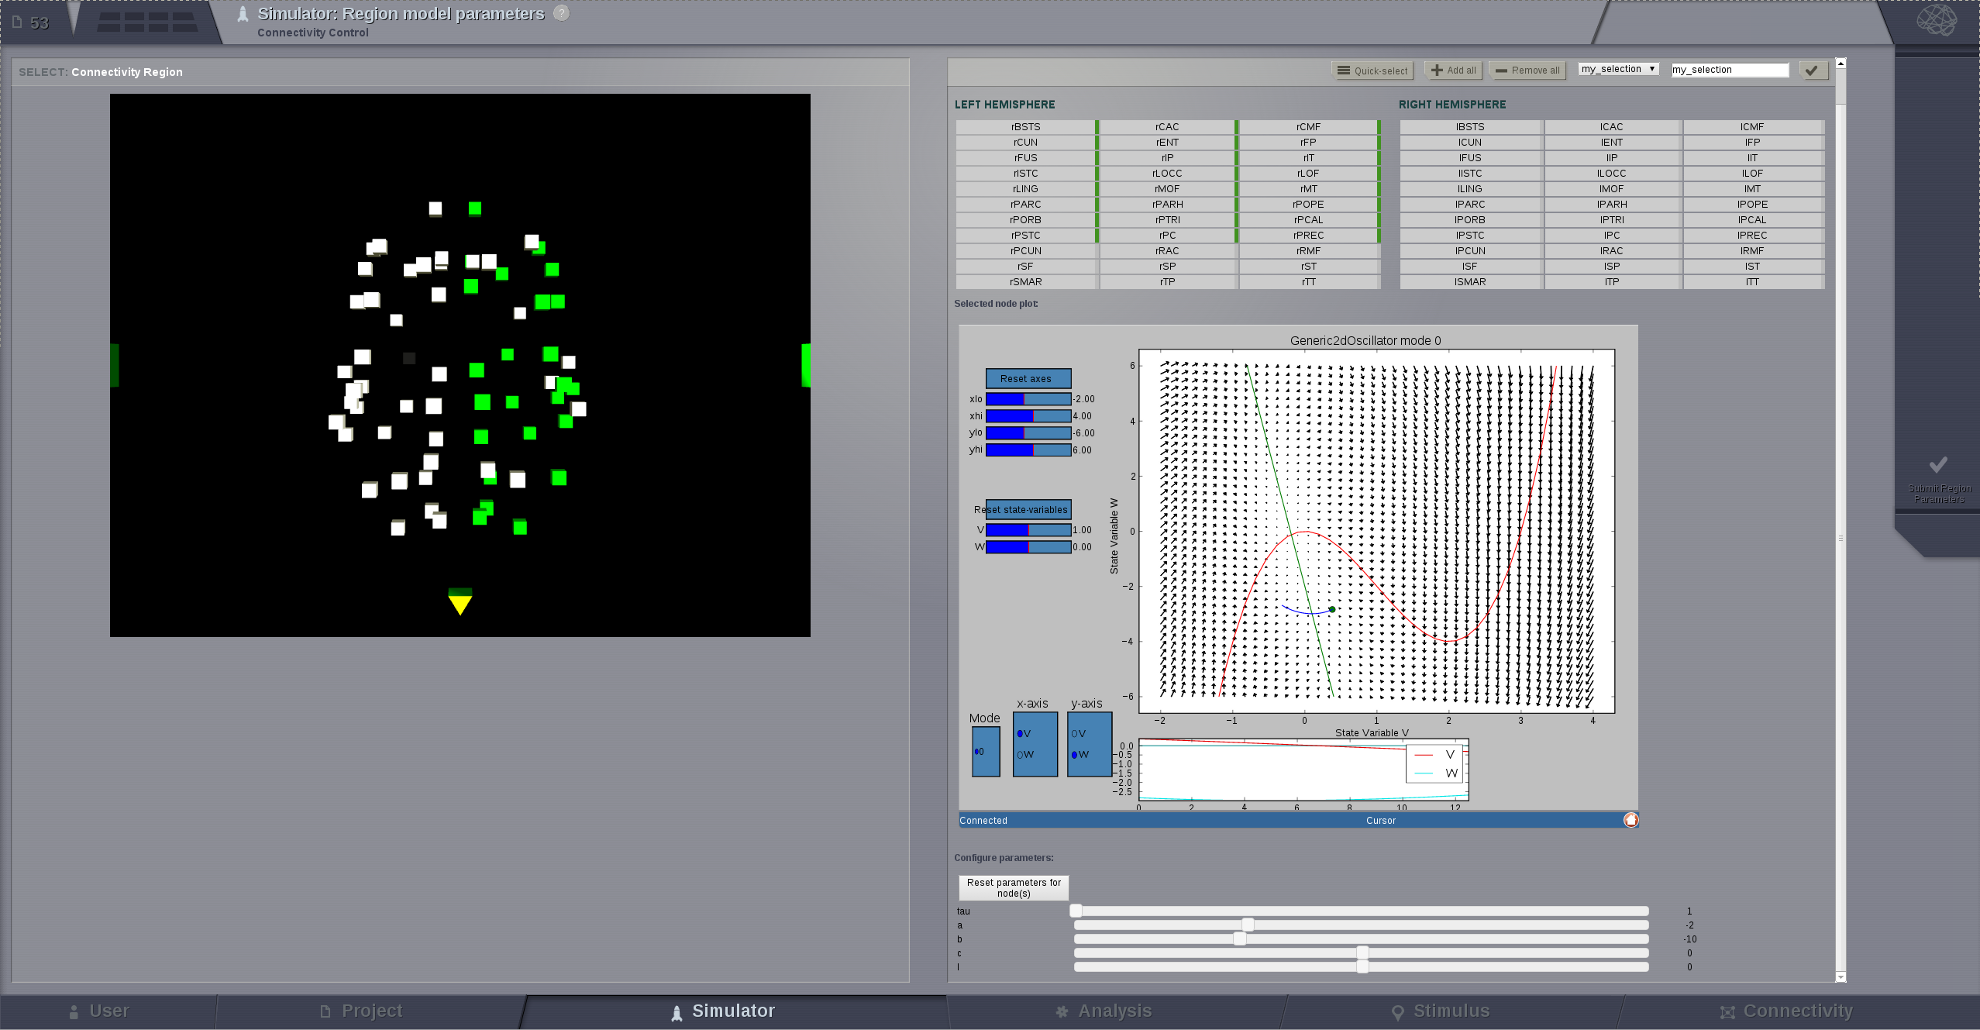 53
Simulator: Region model parameters ?
Connectivity Control
SELECT: Connectivity Region
Quick-select Add all Remove all my_selection my_selection
LEFT HEMISPHERE
rBSTS rCAC rCMF
rCUN rENT rFP
rFUS rIP rIT
rISTC rLOCC rLOF
rLING rMOF rMT
rPARC rPARH rPOPE
rPORB rPTRI rPCAL
rPSTC rPC rPREC
rPCUN rRAC rRMF
rSF rSP rST
rSMAR rTP rTT
RIGHT HEMISPHERE
lBSTS lCAC lCMF
lCUN lENT lFP
lFUS lIP lIT
lISTC lLOCC lLOF
lLING lMOF lMT
lPARC lPARH lPOPE
lPORB lPTRI lPCAL
lPSTC lPC lPREC
lPCUN lRAC lRMF
lSF lSP lST
lSMAR lTP lTT
Selected node plot:
Generic2dOscillator mode 0
Reset axes
xlo -2.00
xhi 4.00
ylo -6.00
yhi 6.00
Reset state-variables
V 1.00
W 0.00
Mode
0
x-axis
V
W
y-axis
V
W
State Variable W
6
4
2
0
−2
−4
−6
−2 −1 0 1 2 3 4
State Variable V
0.0
−0.5
−1.0
−1.5
−2.0
−2.5
0 2 4 6 8 10 12
V
W
Connected Cursor
Configure parameters:
Reset parameters for
node(s)
tau 1
a -2
b -10
c 0
I 0
Submit Region
Parameters
User Project Simulator Analysis Stimulus Connectivity